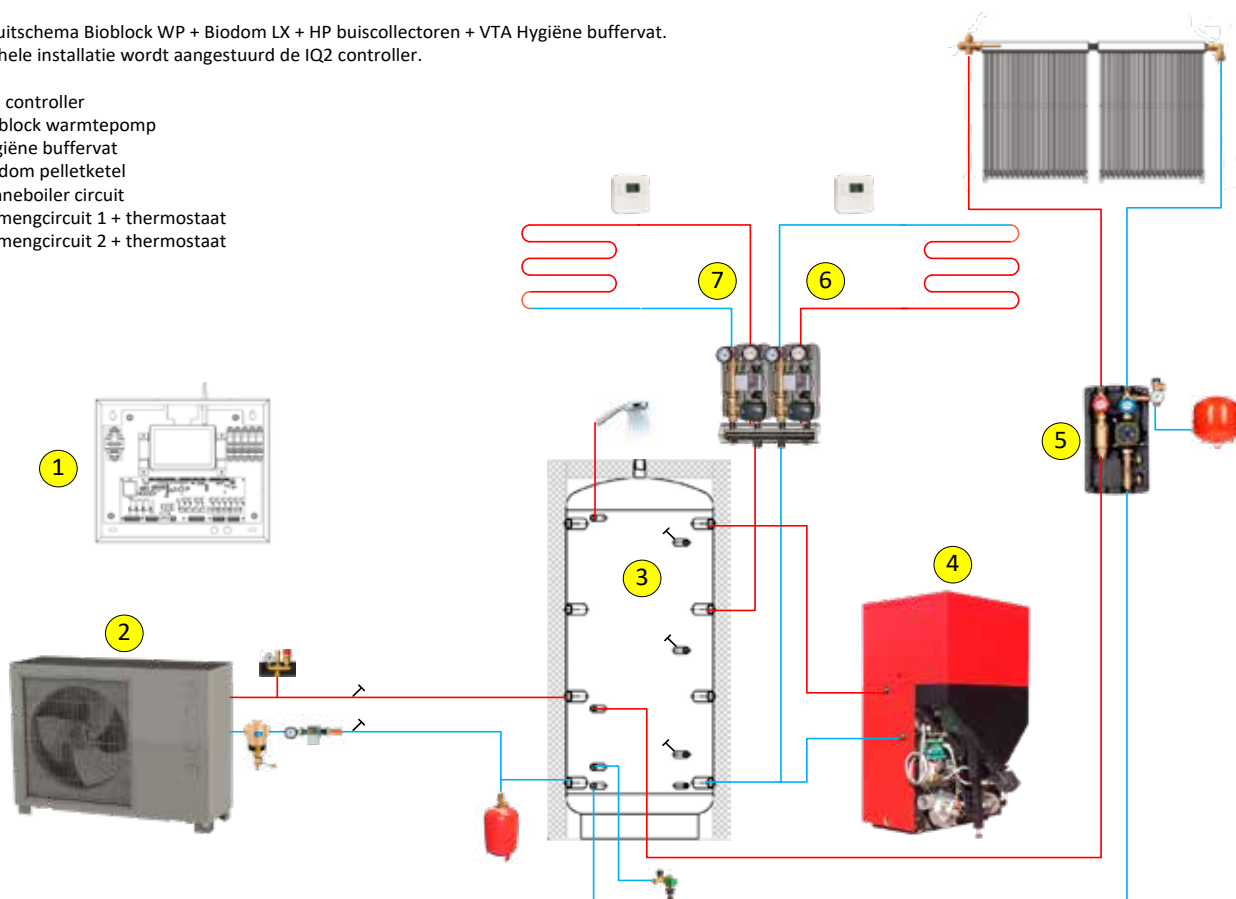 uitschema Bioblock WP + Biodom LX + HP buiscollectoren + VTA Hygiëne buffervat.
hele installatie wordt aangestuurd de IQ2 controller.
controller
block warmtepomp
giëne buffervat
dom pelletketel
nneboiler circuit
mengcircuit 1 + thermostaat
mengcircuit 2 + thermostaat
7
6
5
1
3
4
2